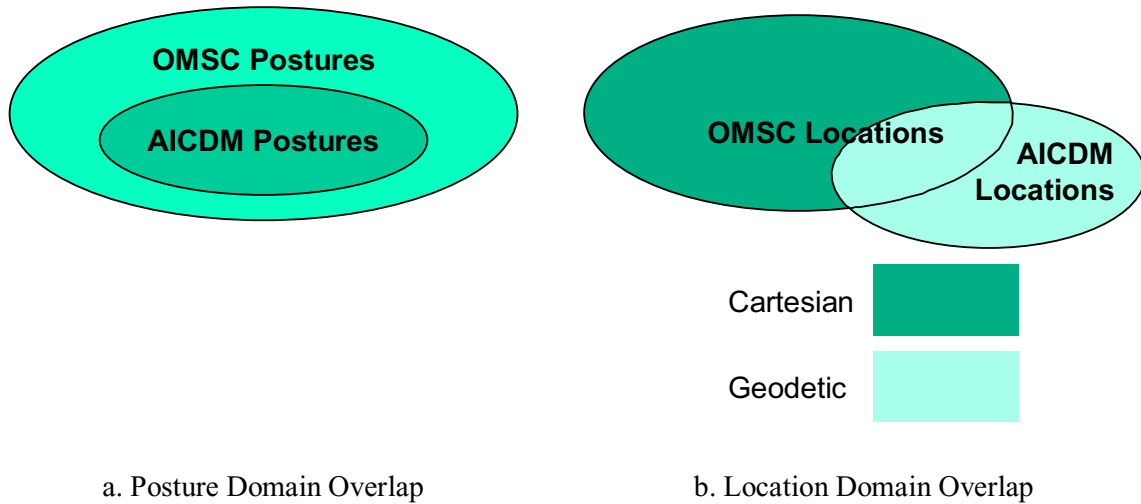 OMSC Postures
AICDM Postures
OMSC Locations
AICDM
Locations
Cartesian
Geodetic
a. Posture Domain Overlap
b. Location Domain Overlap